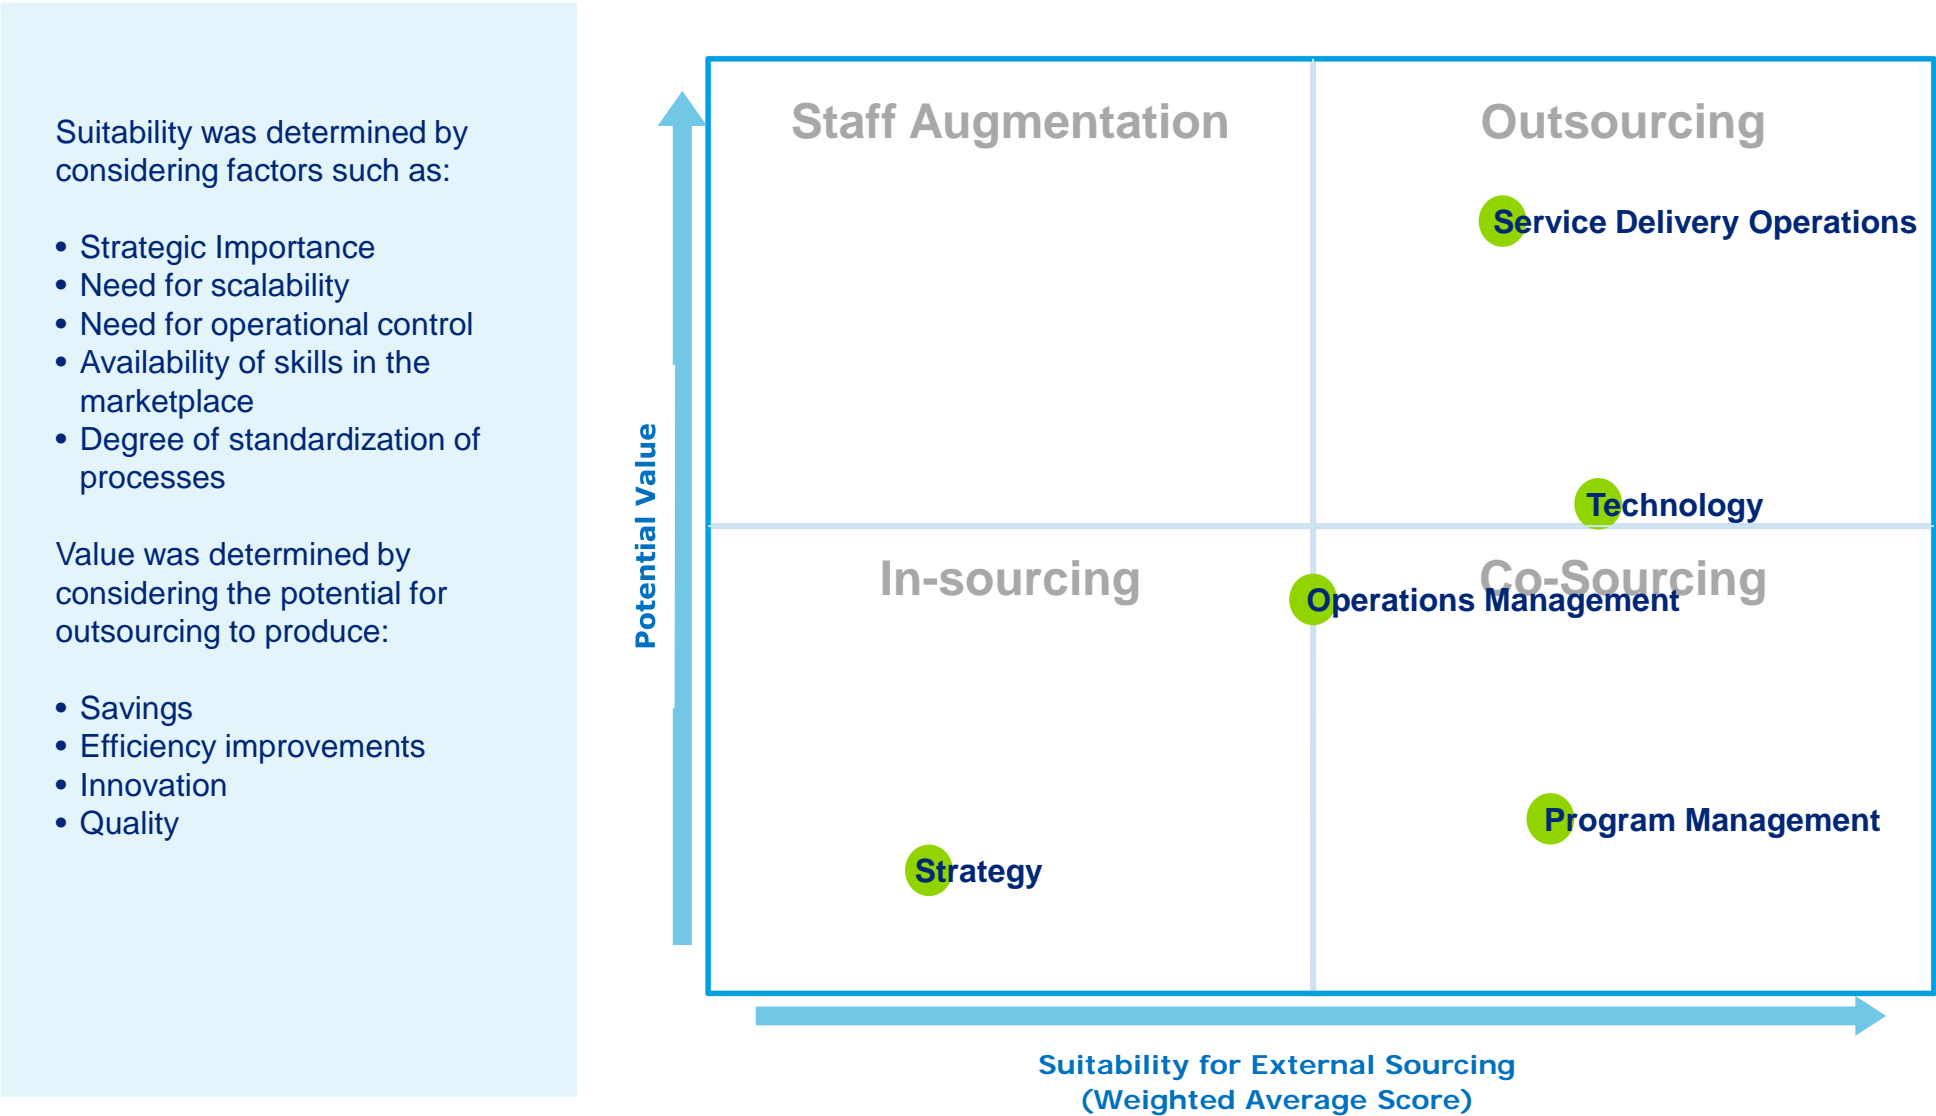 Suitability was determined by
considering factors such as:
• Strategic Importance
• Need for scalability
• Need for operational control
• Availability of skills in the
marketplace
• Degree of standardization of
processes
Value was determined by
considering the potential for
outsourcing to produce:
• Savings
• Efficiency improvements
• Innovation
• Quality
Potential Value
Staff Augmentation
Outsourcing
Service Delivery Operations
Technology
In-sourcing
Co-Sourcing
Operations Management
Program Management
Strategy
Suitability for External Sourcing
(Weighted Average Score)